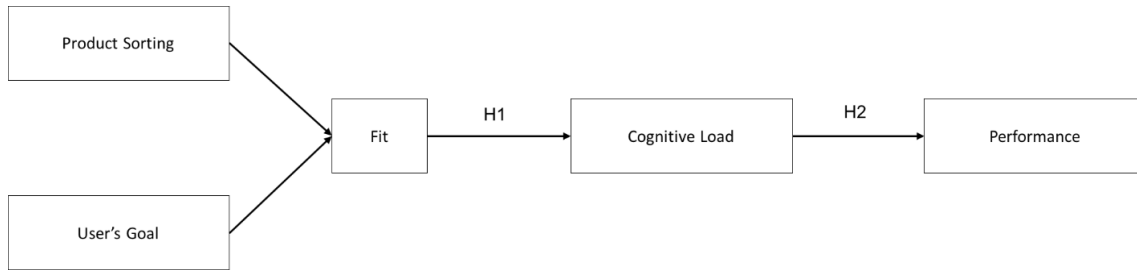 Product Sorting
H1
H2
Fit
Cognitive Load
Performance
User's Goal